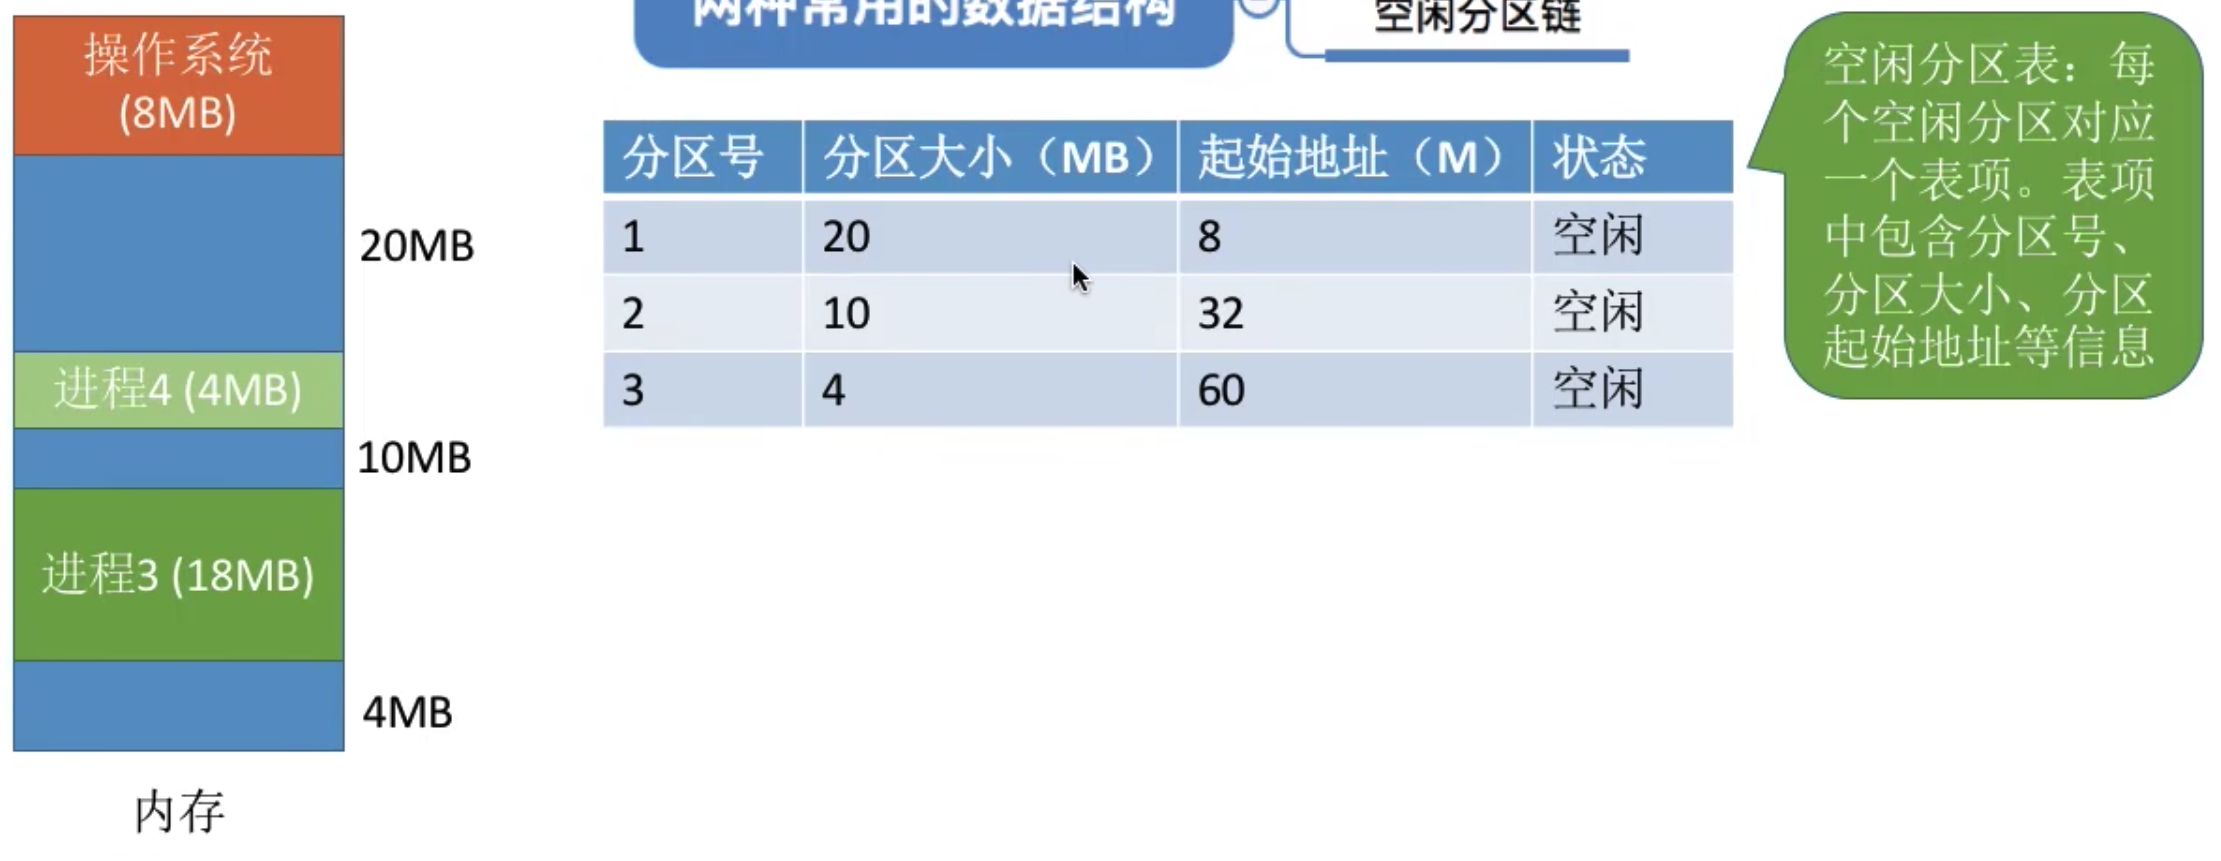 两种常用的数据结构
空闲分区链
操作系统
(8MB)
20MB
进程4 (4MB)
10MB
进程3 (18MB)
4MB
内存
分区号 分区大小（MB） 起始地址（M） 状态
1 20 8 空闲
2 10 32 空闲
3 4 60 空闲
空闲分区表：每
个空闲分区对应
一个表项。表项
中包含分区号、
分区大小、分区
起始地址等信息